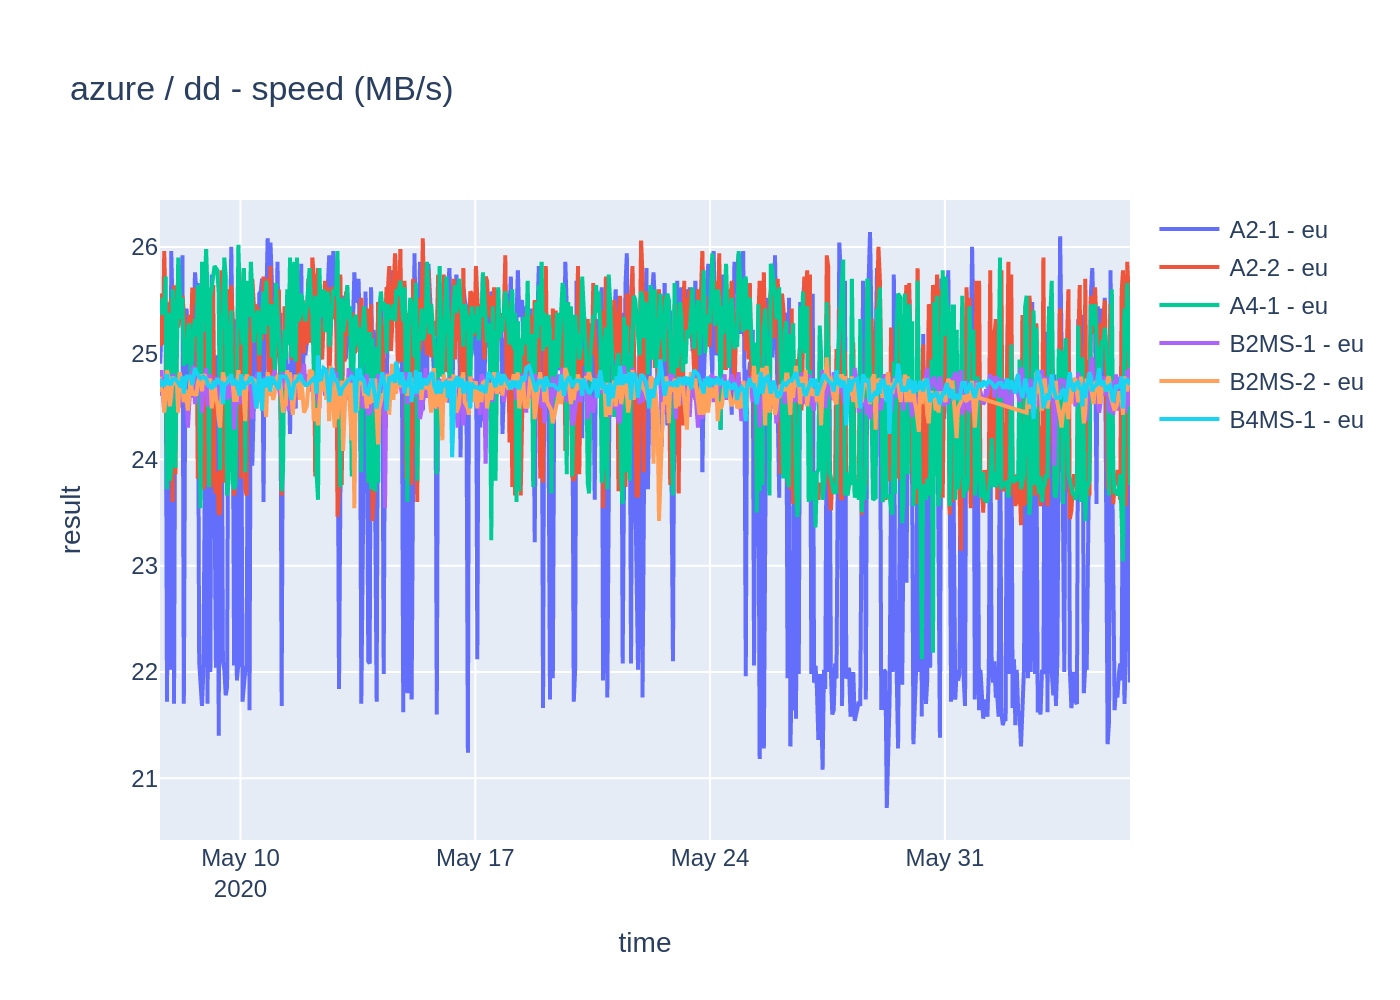 azure / dd - speed (MB/s)
A2-1 - eu
A2-2 - eu
A4-1 - eu
B2MS-1 - eu
B2MS-2 - eu
B4MS-1 - eu
26
25
24
23
22
21
result
May 10
2020
May 17
May 24
May 31
time